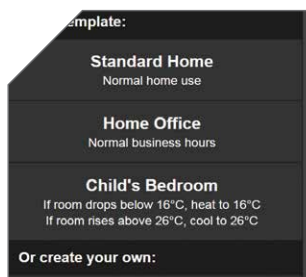 emplate:
Standard Home
Normal home use
Home Office
Normal business hours
Child's Bedroom
If room drops below 16°C, heat to 16°C
If room rises above 26°C, cool to 26°C
Or create your own: